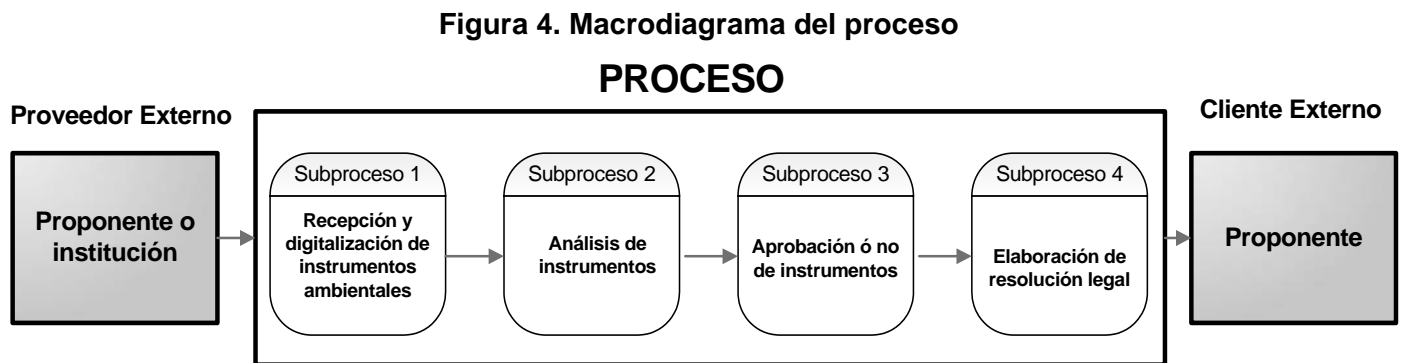 Figura 4. Macrodiagrama del proceso
PROCESO
Proveedor Externo
Cliente Externo
Proponente o
institución
Subproceso 1
Recepción y
digitalización de
instrumentos
ambientales
Subproceso 2
Análisis de
instrumentos
Subproceso 3
Aprobación ó no
de instrumentos
Subproceso 4
Elaboración de
resolución legal
Proponente